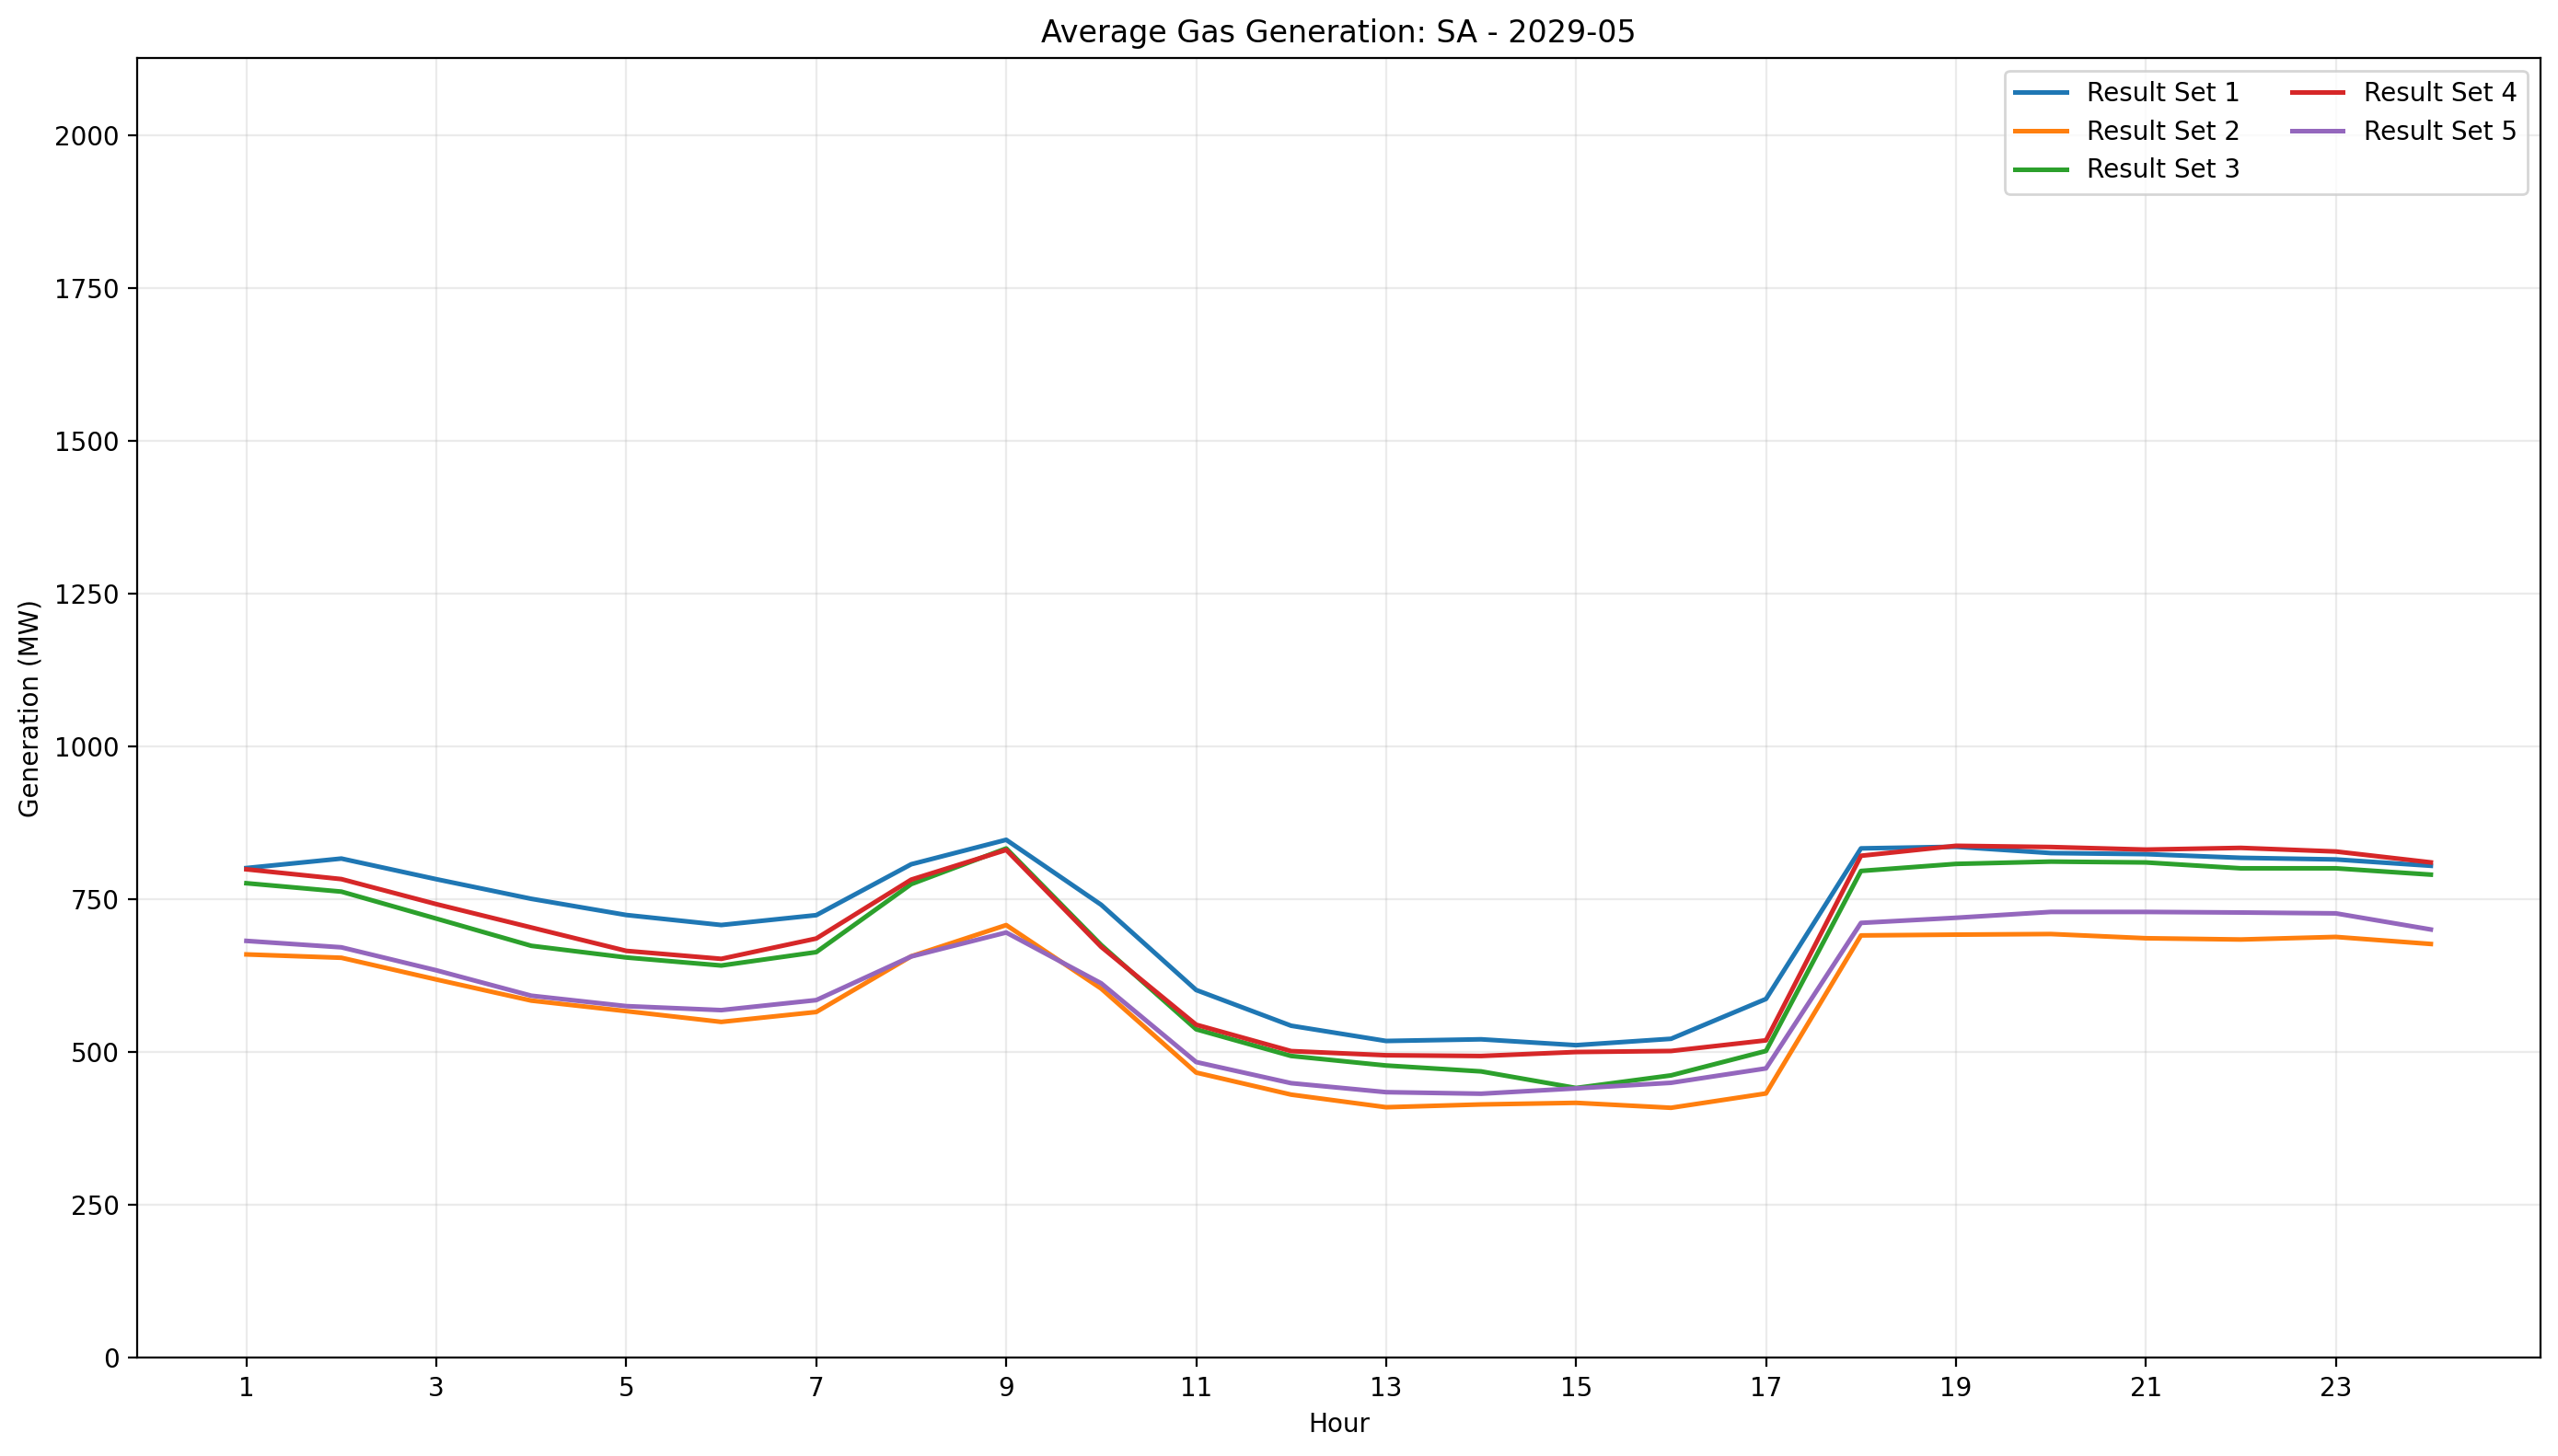 Average Gas Generation: SA - 2029-05
Result Set 1
Result Set 2
Result Set 3
Result Set 4
Result Set 5
Generation (MW)
2000
1750
1500
1250
1000
750
500
250
0
1 3 5 7 9 11 13 15 17 19 21 23
Hour